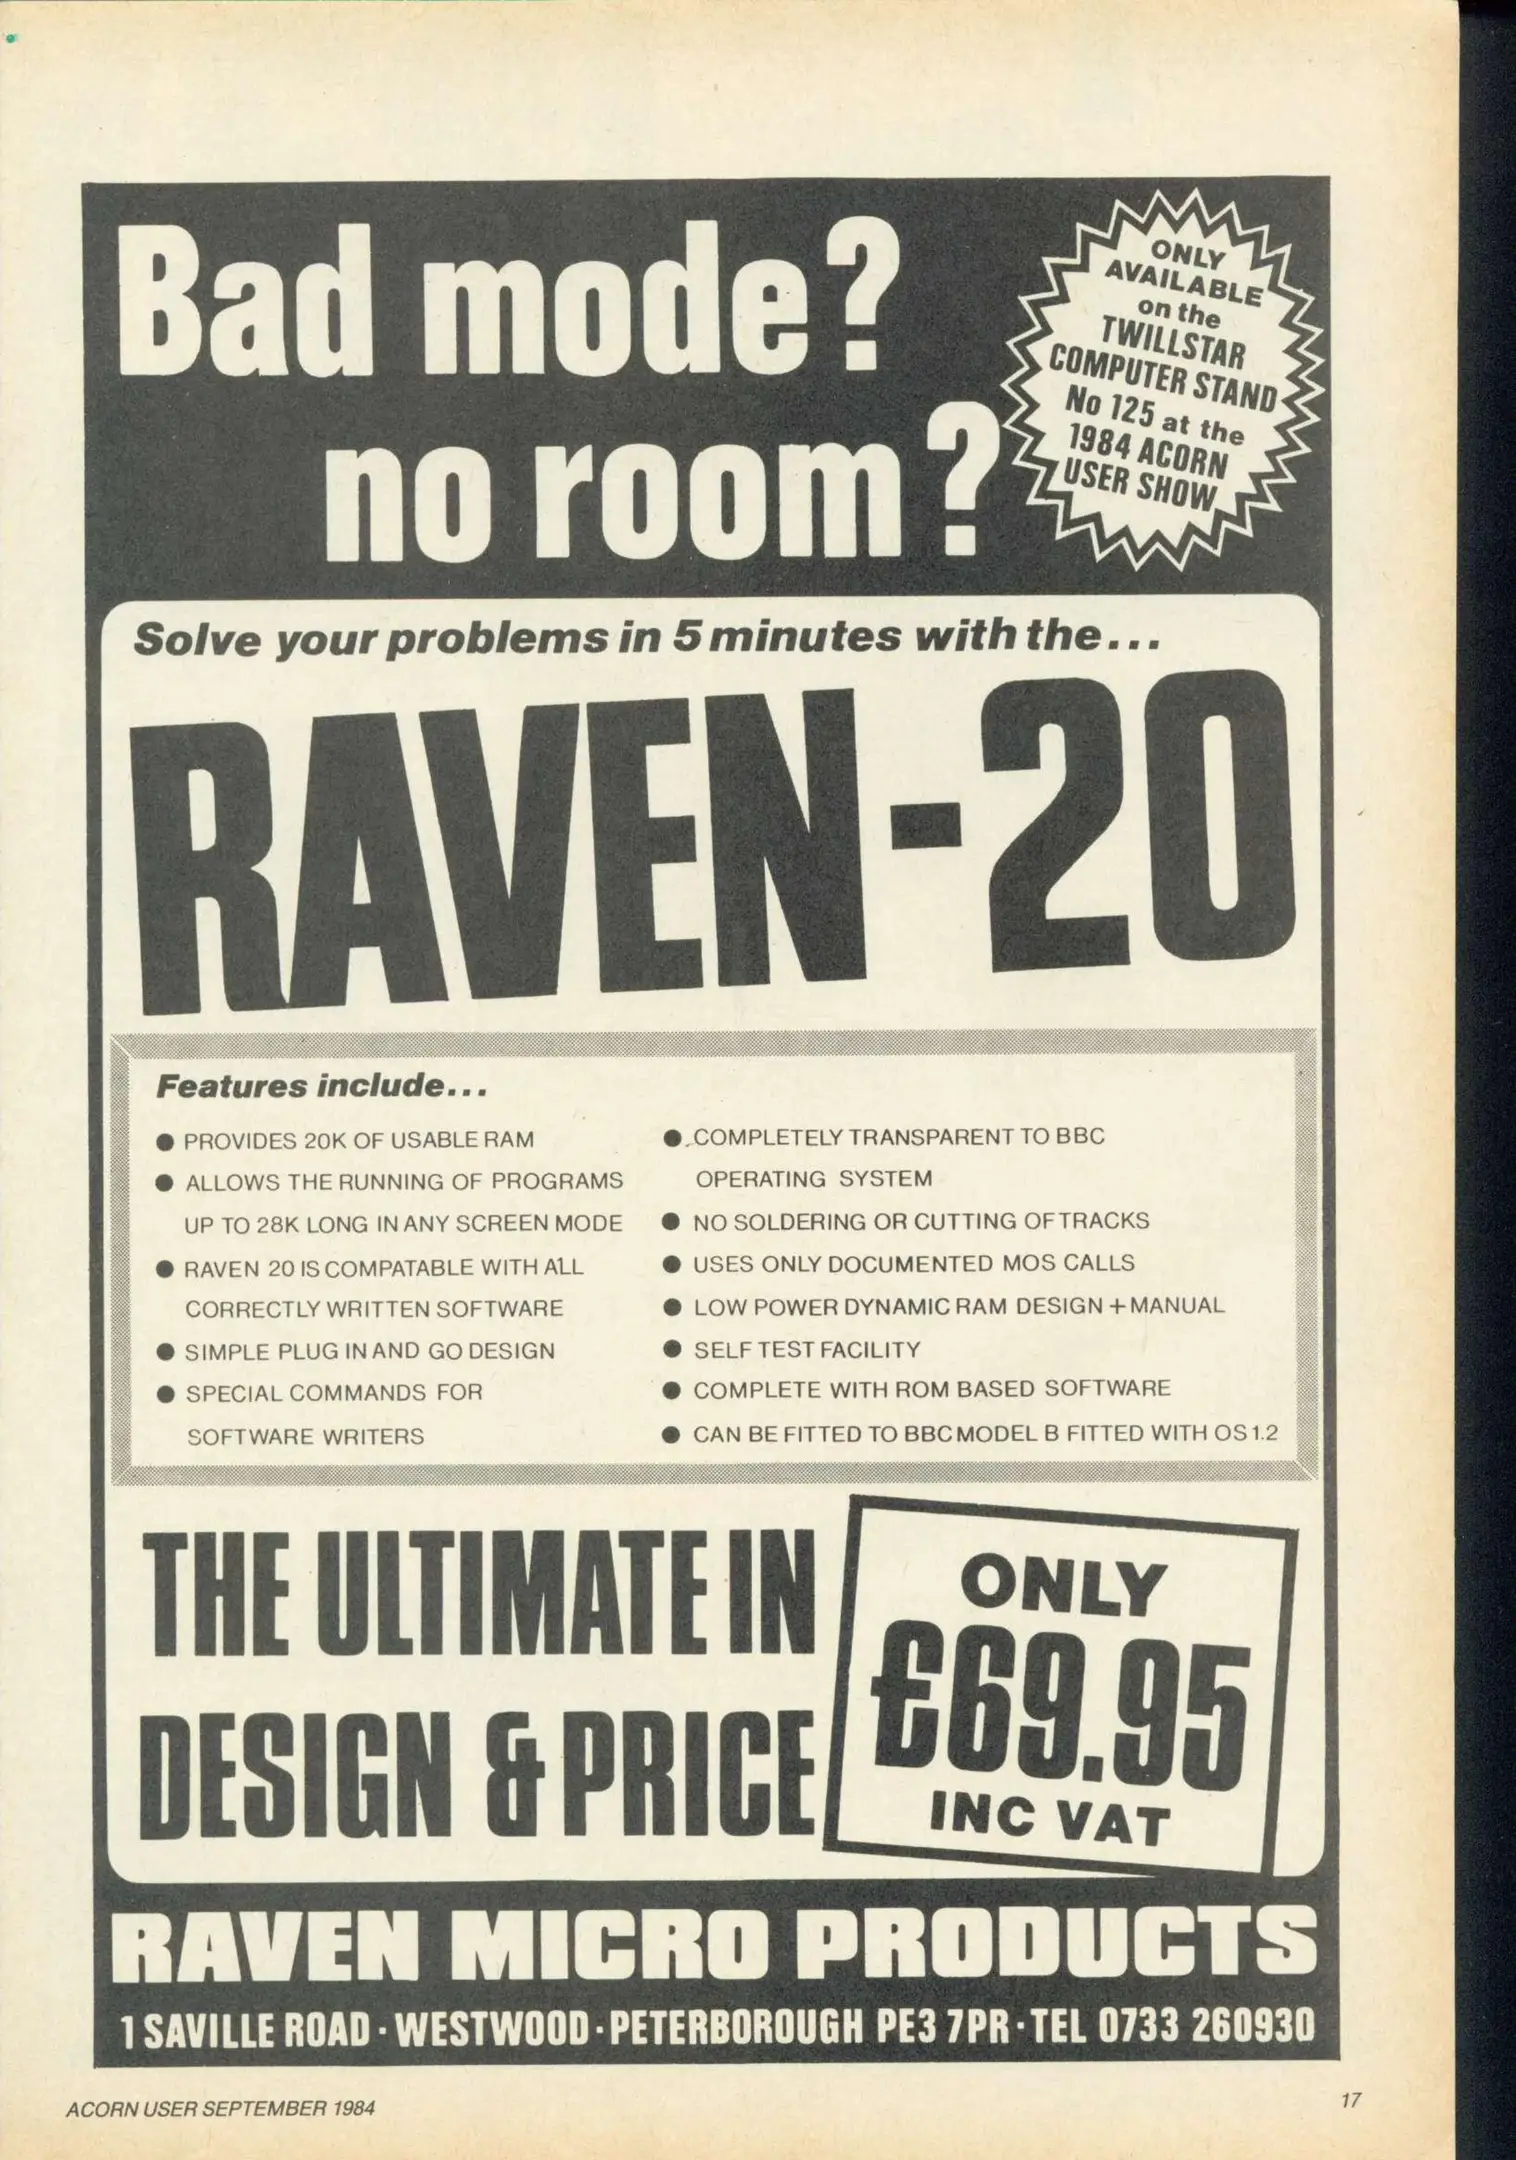 Bad mode?
no room?
ONLY
AVAILABLE
on the
TWILLSTAR
COMPUTER STAND
No 125 at the
1984 ACORN
USER SHOW
Solve your problems in 5 minutes with the...
RAVEN-20
Features include...
● PROVIDES 20K OF USABLE RAM
● ALLOWS THE RUNNING OF PROGRAMS
UP TO 28K LONG IN ANY SCREEN MODE
● RAVEN 20 IS COMPATABLE WITH ALL
CORRECTLY WRITTEN SOFTWARE
● SIMPLE PLUG IN AND GO DESIGN
● SPECIAL COMMANDS FOR
SOFTWARE WRITERS
● COMPLETELY TRANSPARENT TO BBC
OPERATING SYSTEM
● NO SOLDERING OR CUTTING OF TRACKS
● USES ONLY DOCUMENTED MOS CALLS
● LOW POWER DYNAMIC RAM DESIGN + MANUAL
● SELF TEST FACILITY
● COMPLETE WITH ROM BASED SOFTWARE
● CAN BE FITTED TO BBC MODEL B FITTED WITH OS 1.2
THE ULTIMATE IN
DESIGN & PRICE
ONLY
£69.95
INC VAT
RAVEN MICRO PRODUCTS
1 SAVILLE ROAD · WESTWOOD · PETERBOROUGH PE3 7PR · TEL 0733 260930
ACORN USER SEPTEMBER 1984
17